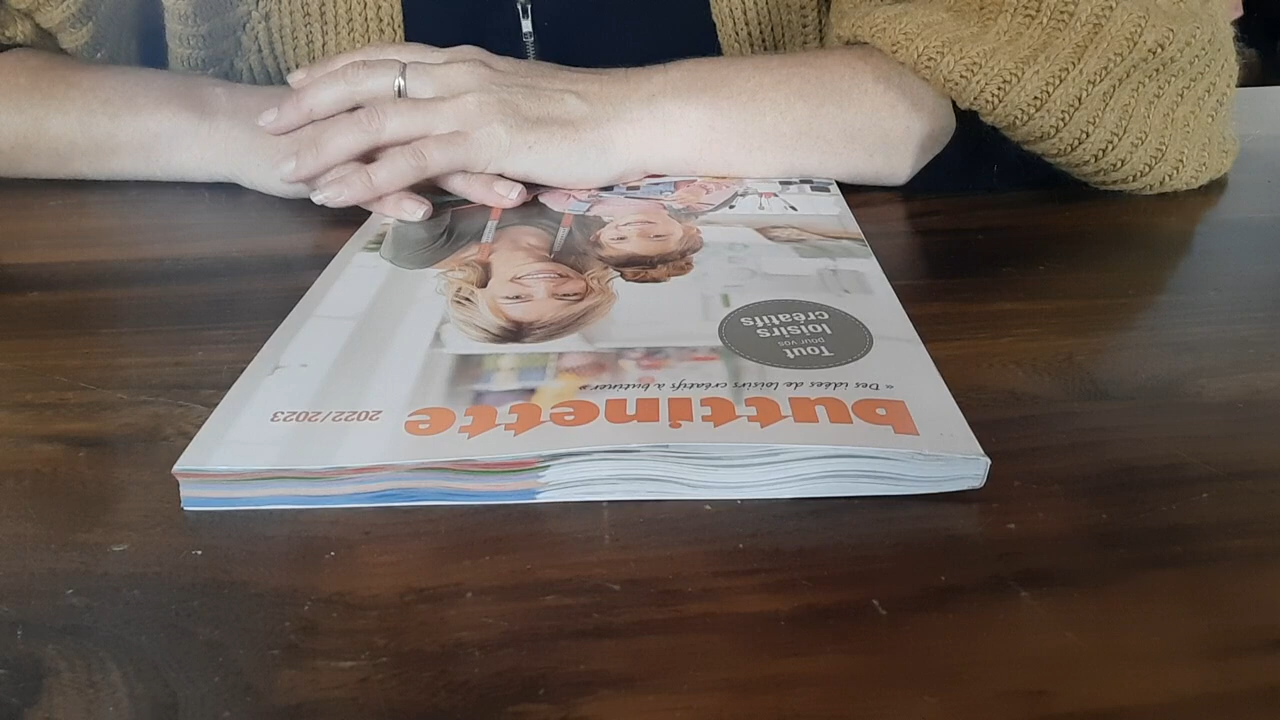 buttinette
2022/2023
« Des idées de loisirs créatifs à butiner »
Tout
pour vos
loisirs
créatifs